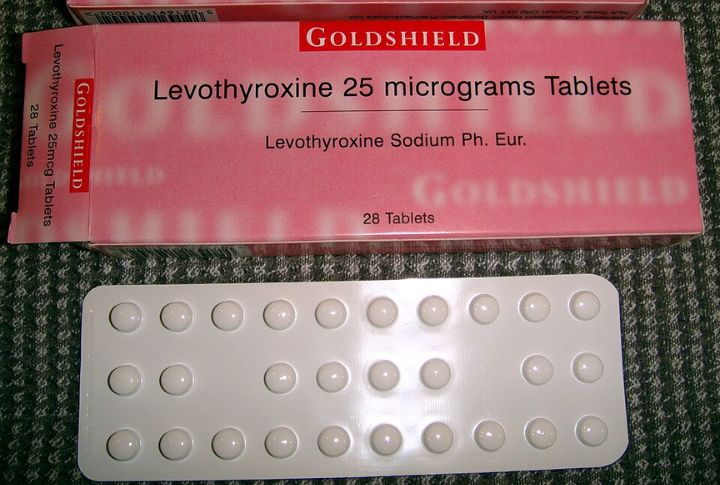 GOLDSHIELD
Levothyroxine 25 micrograms Tablets
Levothyroxine Sodium Ph. Eur.
GOLDSHIELD
28 Tablets
GOLDSHIELD
Levothyroxine 25mcg Tablets
28 Tablets